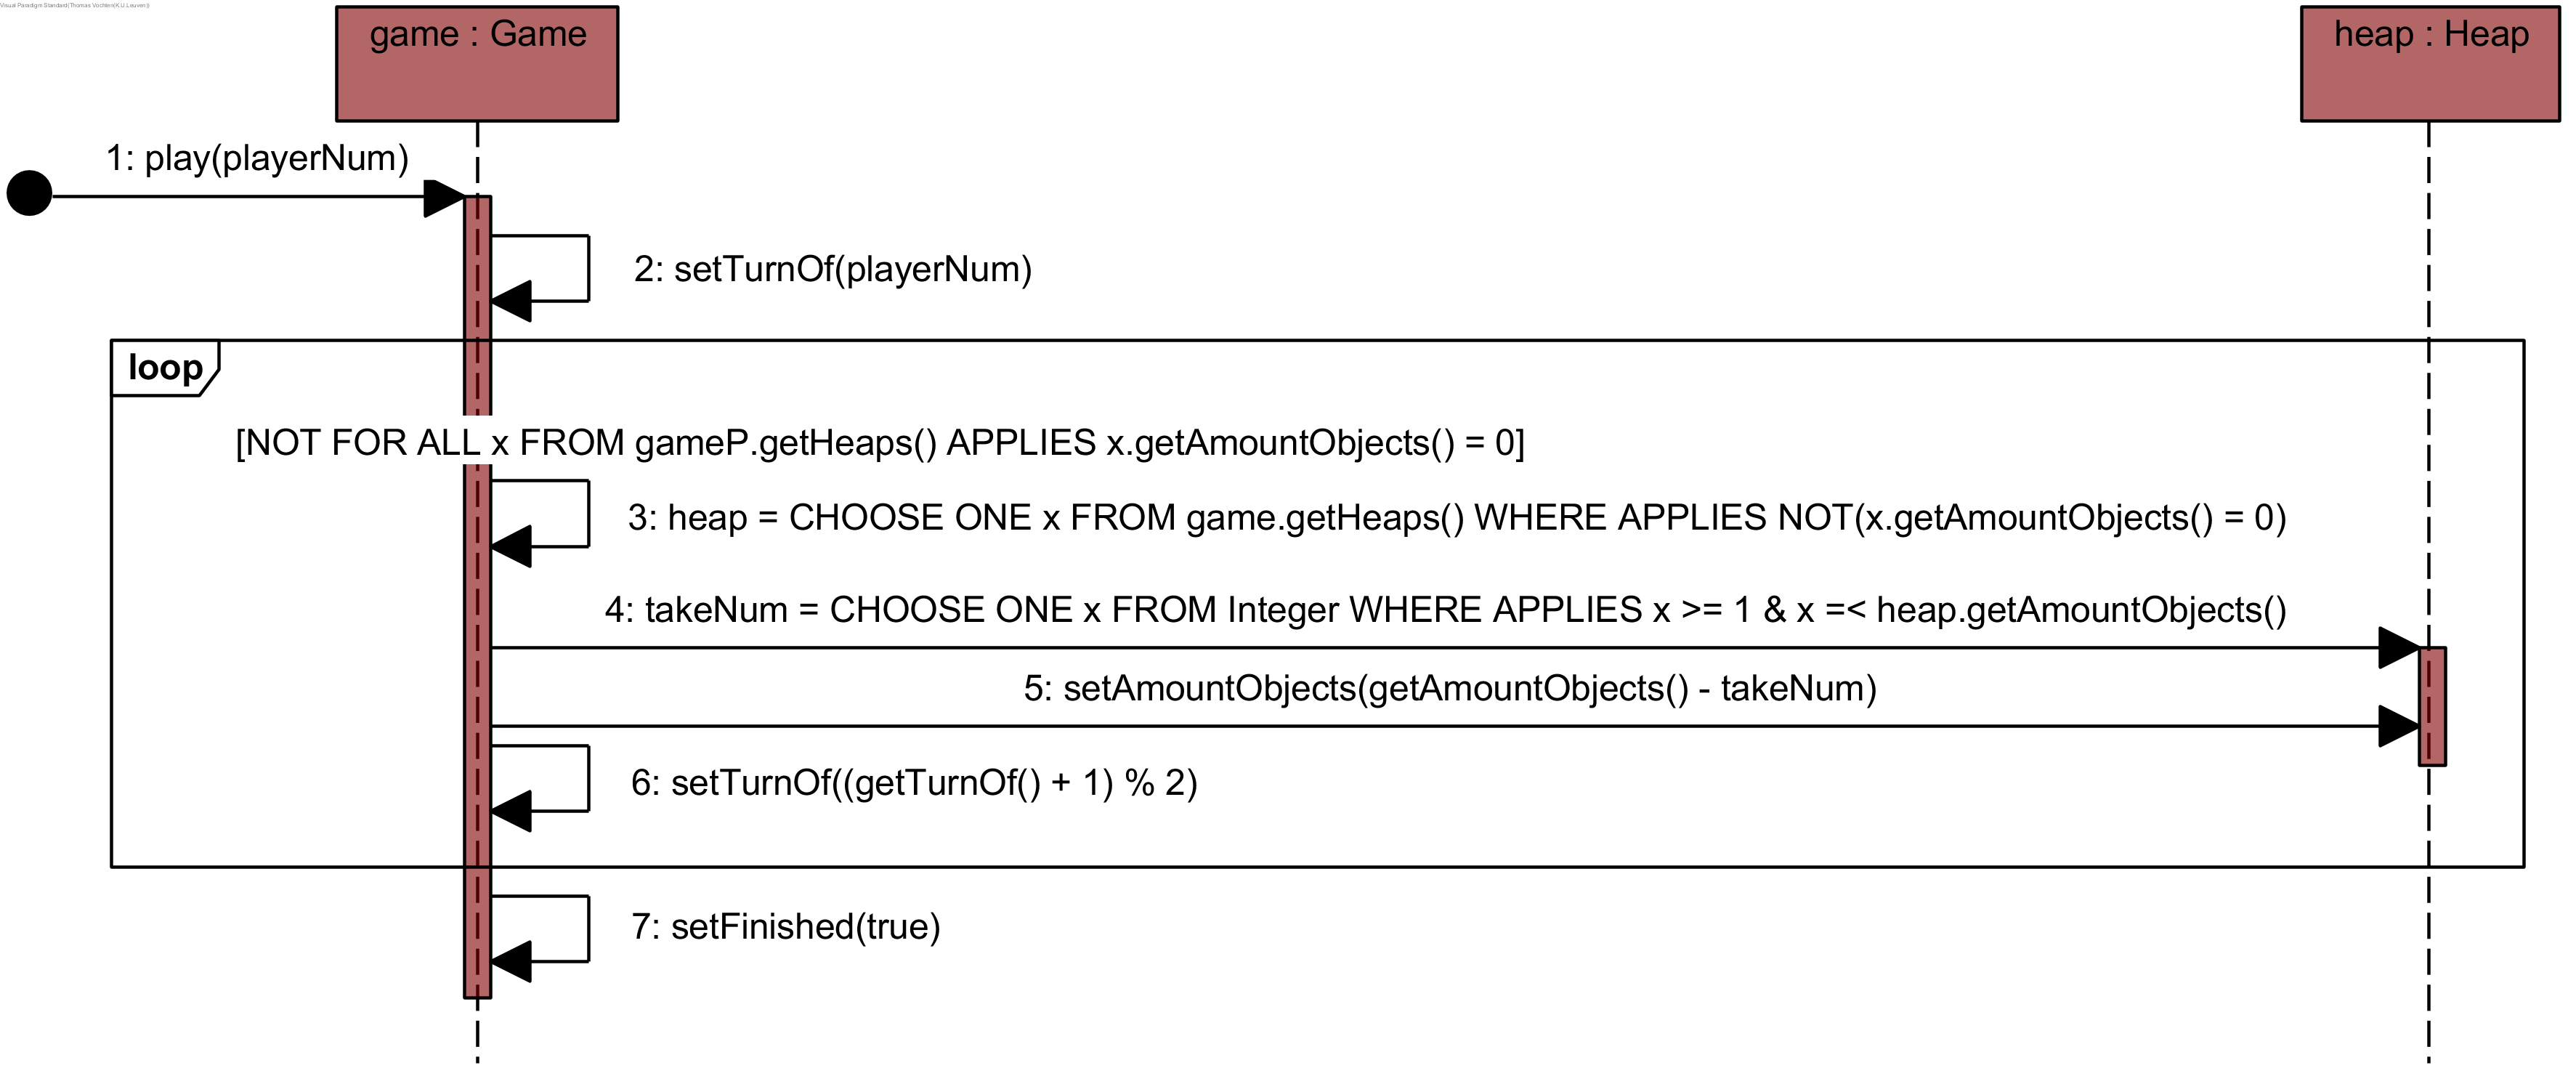 Visual Paradigm Standard(Thomas Vochten(K.U.Leuven))
game : Game
heap : Heap
1: play(playerNum)
2: setTurnOf(playerNum)
loop
[NOT FOR ALL x FROM gameP.getHeaps() APPLIES x.getAmountObjects() = 0]
3: heap = CHOOSE ONE x FROM game.getHeaps() WHERE APPLIES NOT(x.getAmountObjects() = 0)
4: takeNum = CHOOSE ONE x FROM Integer WHERE APPLIES x >= 1 & x =< heap.getAmountObjects()
5: setAmountObjects(getAmountObjects() - takeNum)
6: setTurnOf((getTurnOf() + 1) % 2)
7: setFinished(true)